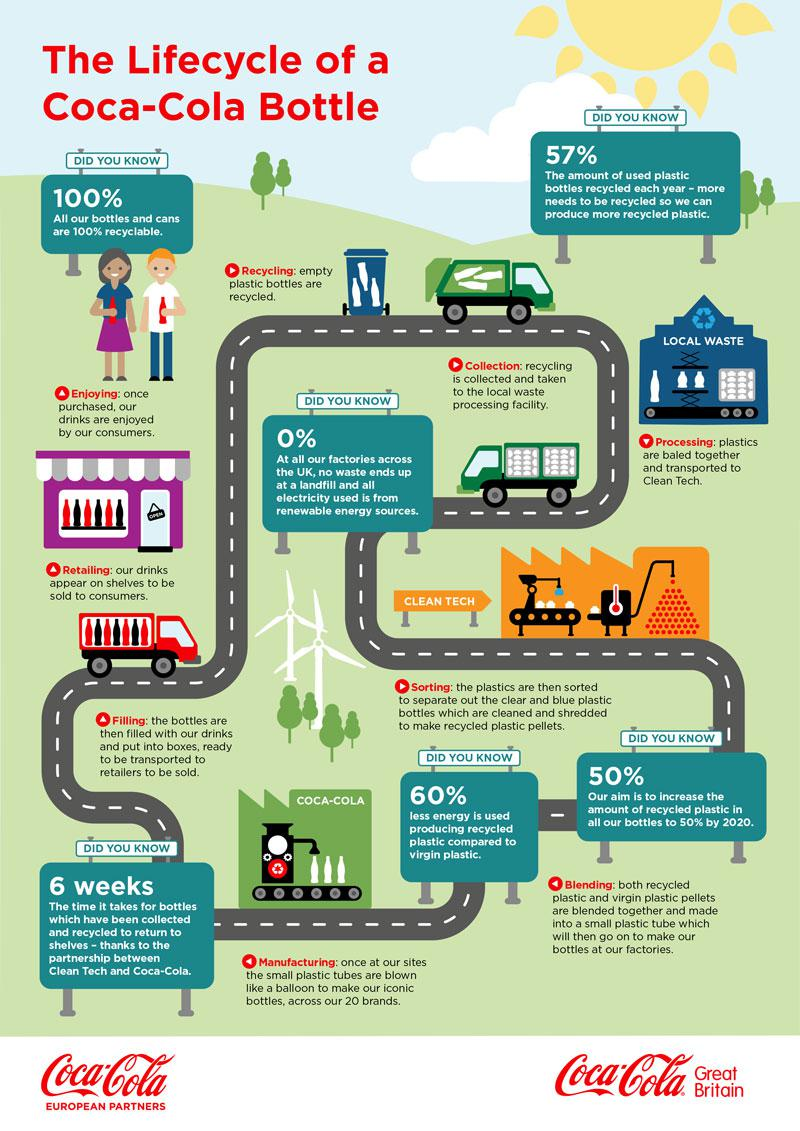 The Lifecycle of a
Coca-Cola Bottle
DID YOU KNOW
100%
All our bottles and cans
are 100% recyclable.
DID YOU KNOW
57%
The amount of used plastic
bottles recycled each year – more
needs to be recycled so we can
produce more recycled plastic.
Recycling: empty
plastic bottles are
recycled.
Collection: recycling
is collected and taken
to the local waste
processing facility.
LOCAL WASTE
Processing: plastics
are baled together
and transported to
Clean Tech.
Enjoying: once
purchased, our
drinks are enjoyed
by our consumers.
DID YOU KNOW
0%
At all our factories across
the UK, no waste ends up
at a landfill and all
electricity used is from
renewable energy sources.
OPEN
Retailing: our drinks
appear on shelves to be
sold to consumers.
CLEAN TECH
Sorting: the plastics are then sorted
to separate out the clear and blue plastic
bottles which are cleaned and shredded
to make recycled plastic pellets.
Filling: the bottles are
then filled with our drinks
and put into boxes, ready
to be transported to
retailers to be sold.
DID YOU KNOW
50%
Our aim is to increase the
amount of recycled plastic in
all our bottles to 50% by 2020.
DID YOU KNOW
60%
less energy is used
producing recycled
plastic compared to
virgin plastic.
COCA-COLA
DID YOU KNOW
6 weeks
The time it takes for bottles
which have been collected
and recycled to return to
shelves – thanks to the
partnership between
Clean Tech and Coca-Cola.
Blending: both recycled
plastic and virgin plastic pellets
are blended together and made
into a small plastic tube which
will then go on to make our
bottles at our factories.
Manufacturing: once at our sites
the small plastic tubes are blown
like a balloon to make our iconic
bottles, across our 20 brands.
Coca-Cola
EUROPEAN PARTNERS
Coca-Cola Great
Britain